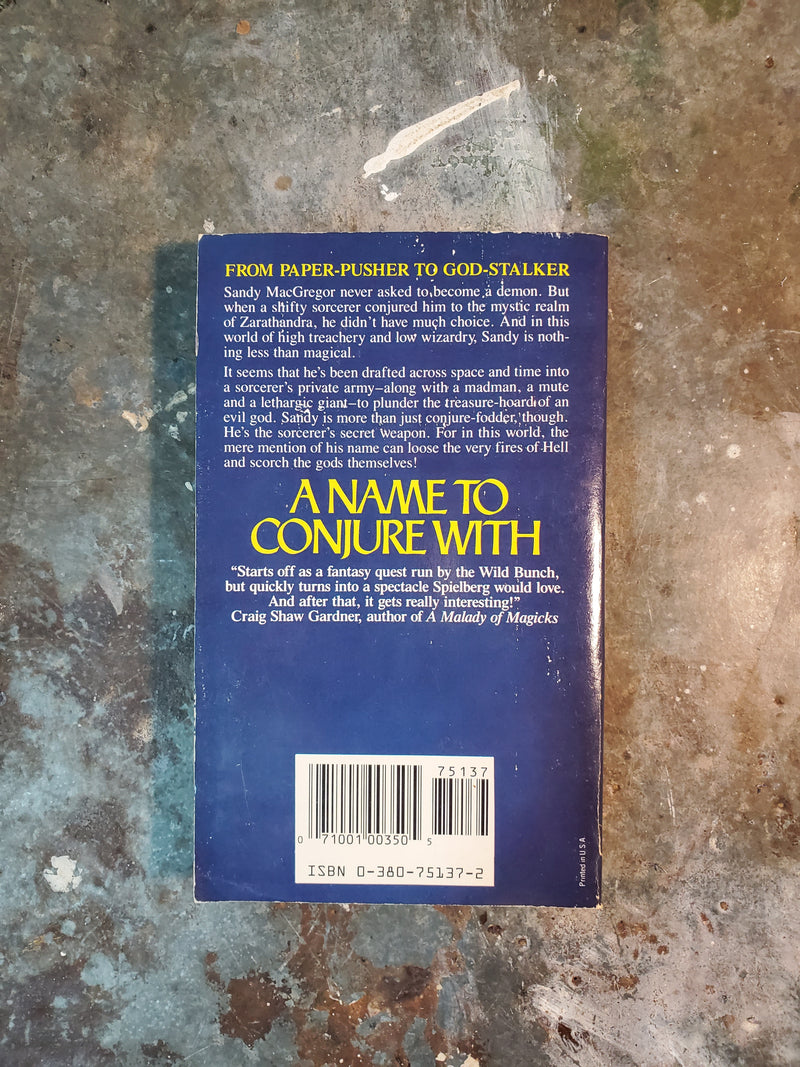 FROM PAPER-PUSHER TO GOD-STALKER
Sandy MacGregor never asked to become a demon. But
when a shifty sorcerer conjured him to the mystic realm
of Zarathandra, he didn't have much choice. And in this
world of high treachery and low wizardry, Sandy is noth-
ing less than magical.
It seems that he's been drafted across space and time into
a sorcerer's private army—along with a madman, a mute
and a lethargic giant—to plunder the treasure-hoard of an
evil god. Sandy is more than just conjure-fodder, though.
He's the sorcerer's secret weapon. For in this world, the
mere mention of his name can loose the very fires of Hell
and scorch the gods themselves!
A NAME TO
CONJURE WITH
“Starts off as a fantasy quest run by the Wild Bunch,
but quickly turns into a spectacle Spielberg would love.
And after that, it gets really interesting!”
Craig Shaw Gardner, author of A Malady of Magicks
75137
0 71001 00350 5
ISBN 0-380-75137-2
Printed in U.S.A.